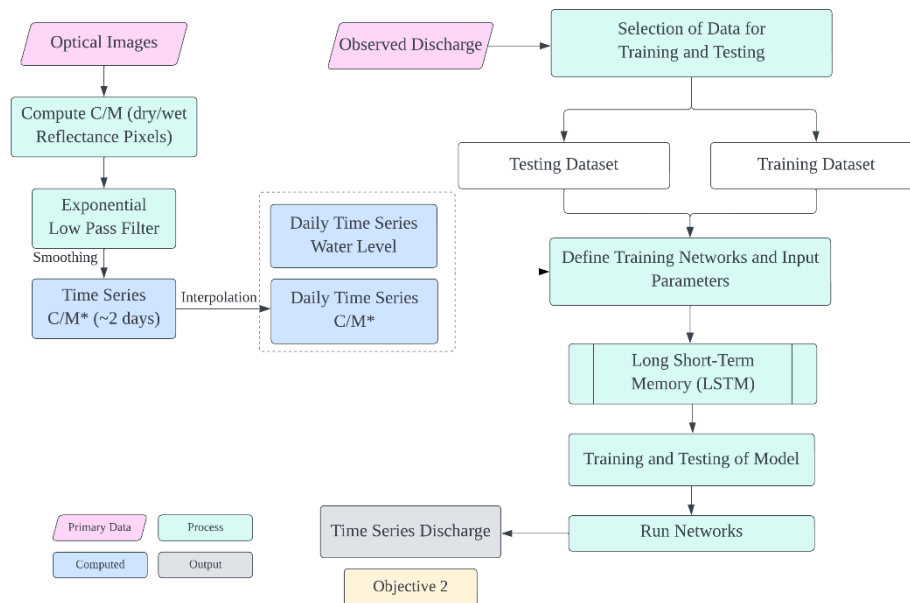 Optical Images
Compute C/M (dry/wet
Reflectance Pixels)
Exponential
Low Pass Filter
Smoothing
Time Series
C/M* (~2 days)
Interpolation
Daily Time Series
Water Level
Daily Time Series
C/M*
Observed Discharge
Selection of Data for
Training and Testing
Testing Dataset
Training Dataset
Define Training Networks and Input
Parameters
Long Short-Term
Memory (LSTM)
Training and Testing of Model
Run Networks
Time Series Discharge
Objective 2
Primary Data
Process
Computed
Output